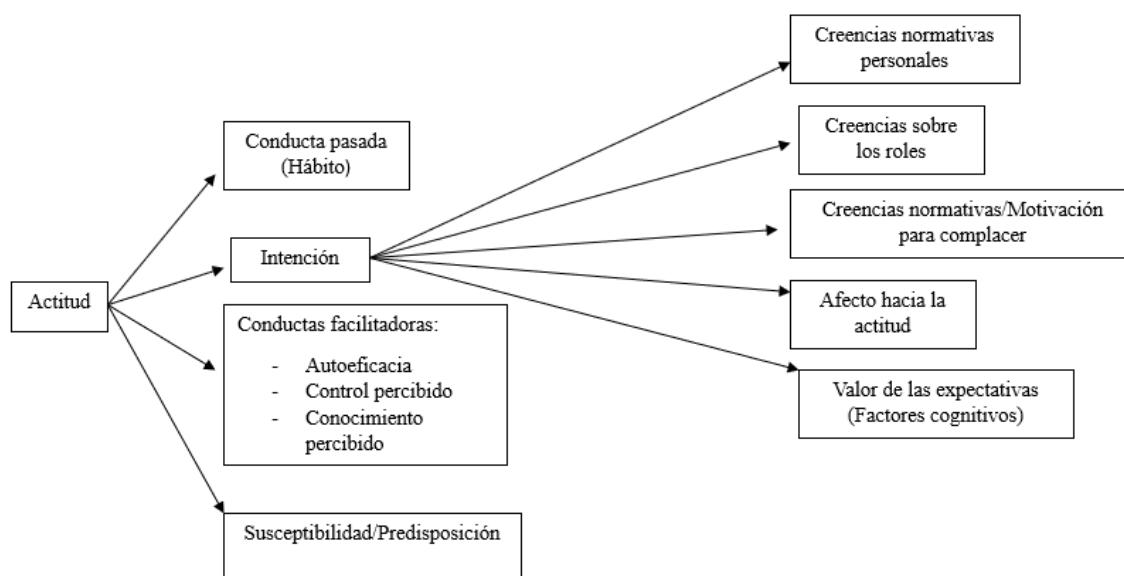 Actitud
Conducta pasada
(Hábito)
Intención
Conductas facilitadoras:
- Autoeficacia
- Control percibido
- Conocimiento
percibido
Susceptibilidad/Predisposición
Creencias normativas
personales
Creencias sobre
los roles
Creencias normativas/Motivación
para complacer
Afecto hacia la
actitud
Valor de las expectativas
(Factores cognitivos)